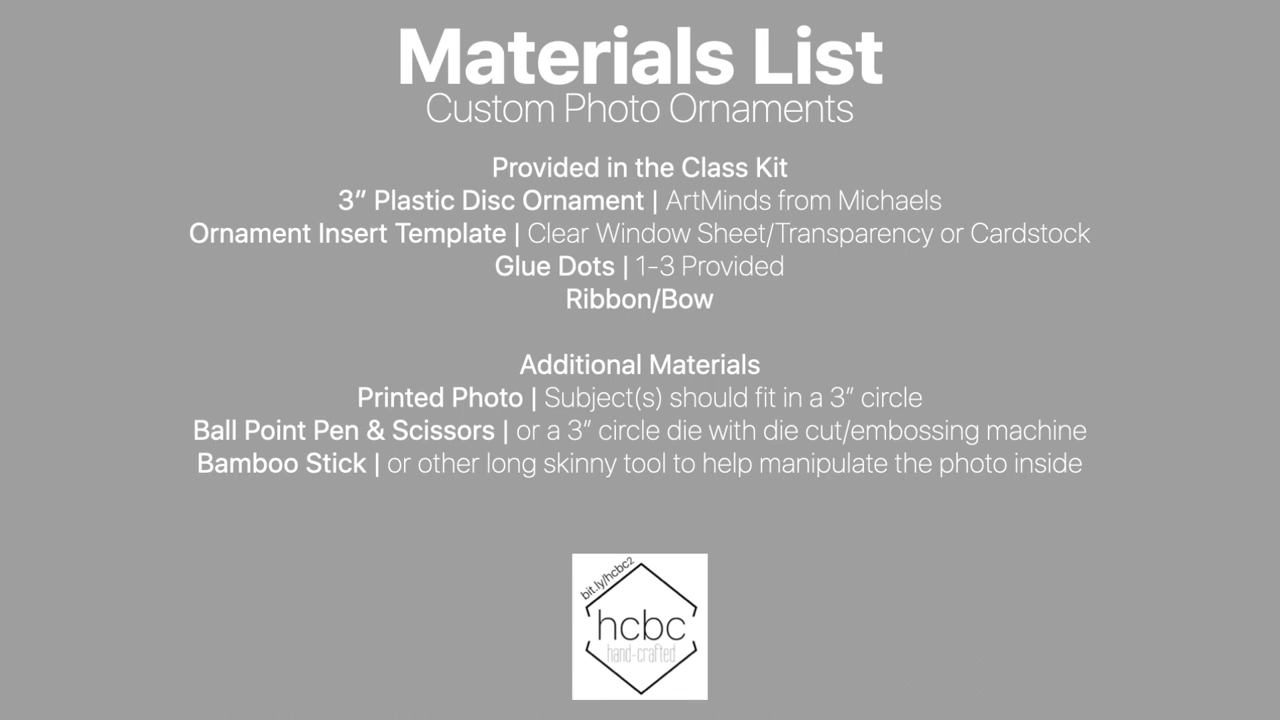 Materials List
Custom Photo Ornaments
Provided in the Class Kit
3” Plastic Disc Ornament | ArtMinds from Michaels
Ornament Insert Template | Clear Window Sheet/Transparency or Cardstock
Glue Dots | 1-3 Provided
Ribbon/Bow
Additional Materials
Printed Photo | Subject(s) should fit in a 3” circle
Ball Point Pen & Scissors | or a 3” circle die with die cut/embossing machine
Bamboo Stick | or other long skinny tool to help manipulate the photo inside
bit.ly/hcbc2
hcbc
hand-crafted